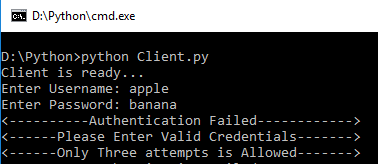 D:\Python\cmd.exe
D:\Python>python Client.py
Client is ready...
Enter Username: apple
Enter Password: banana
<-----------Authentication Failed------------>
<------Please Enter Valid Credentials------->
<------Only Three attempts is Allowed------->